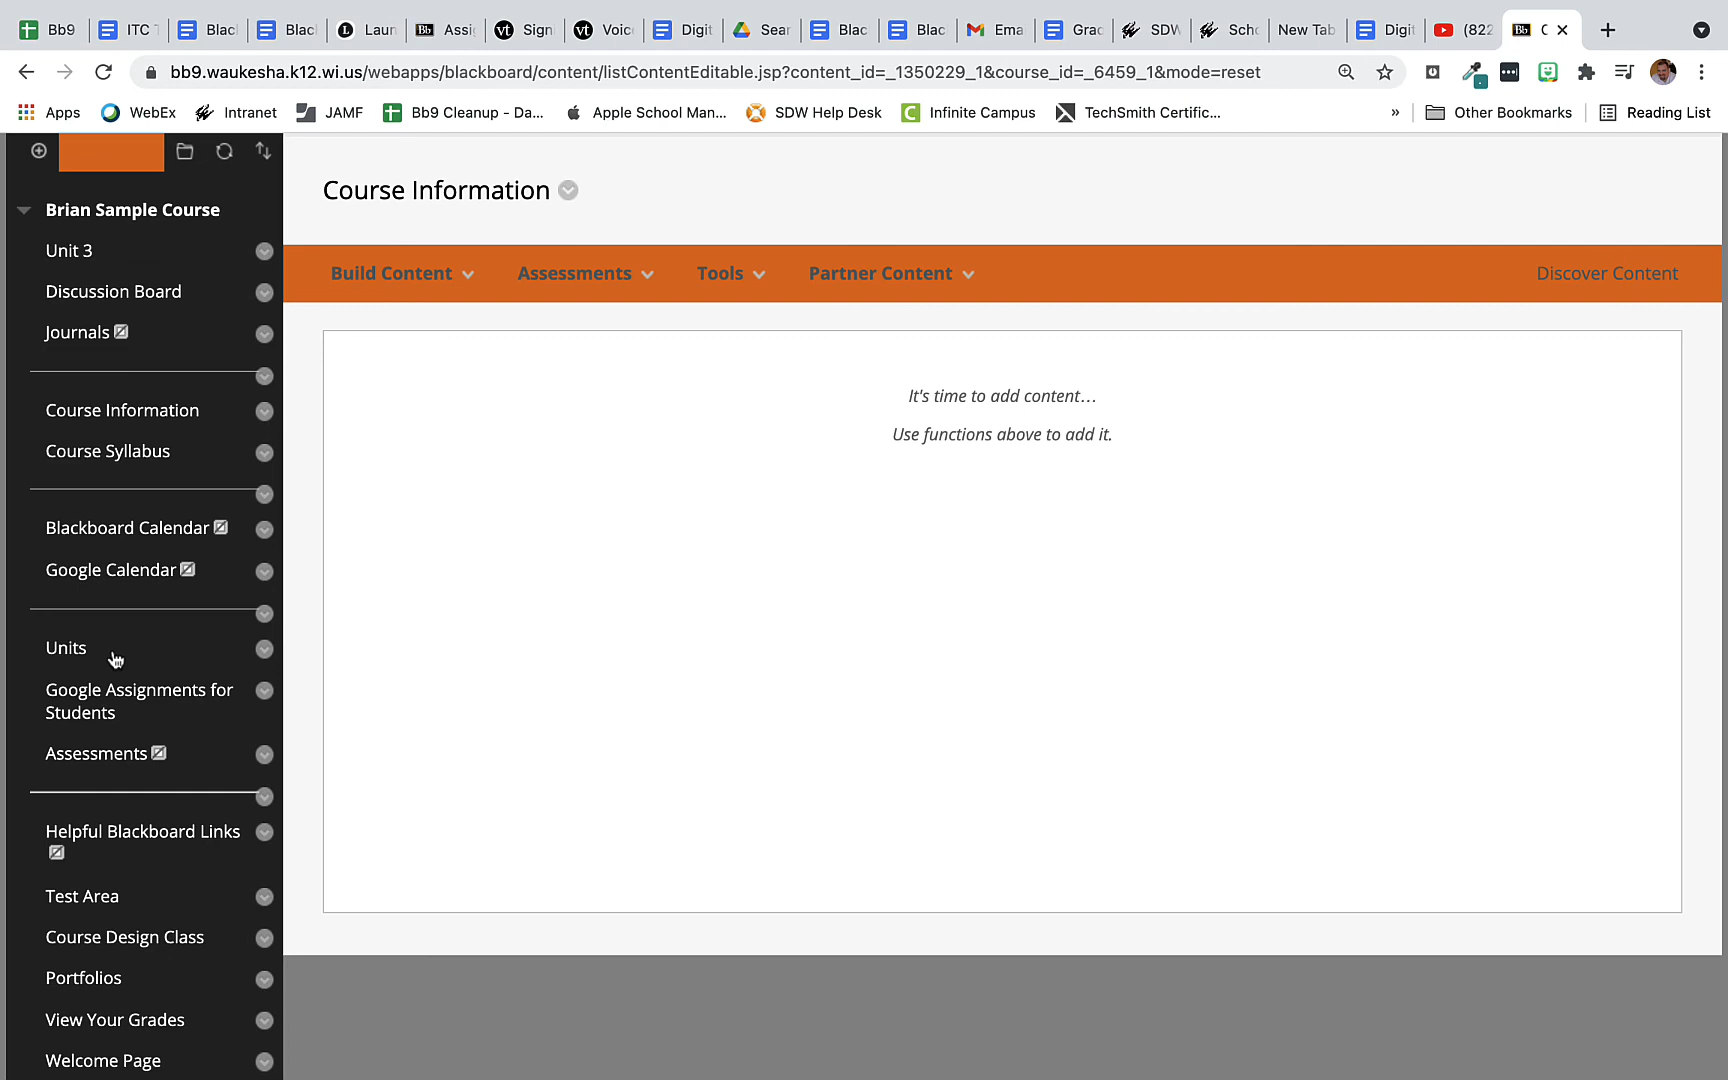 Bb9
ITC T
Blac
Blac
Laun
Bb Assig
vt Sign
vt Voic
Digit
Sear
Blac
Blac
Ema
Grac
SDW
Scho
New Tab
Digit
(822
Bb C
bb9.waukesha.k12.wi.us/webapps/blackboard/content/listContentEditable.jsp?content_id=_1350229_1&course_id=_6459_1&mode=reset
Apps
WebEx
Intranet
JAMF
Bb9 Cleanup - Da...
Apple School Man...
SDW Help Desk
Infinite Campus
TechSmith Certific...
»
Other Bookmarks
Reading List
Brian Sample Course
Unit 3
Discussion Board
Journals
Course Information
Course Syllabus
Blackboard Calendar
Google Calendar
Units
Google Assignments for
Students
Assessments
Helpful Blackboard Links
Test Area
Course Design Class
Portfolios
View Your Grades
Welcome Page
Course Information
Build Content
Assessments
Tools
Partner Content
Discover Content
It's time to add content...
Use functions above to add it.